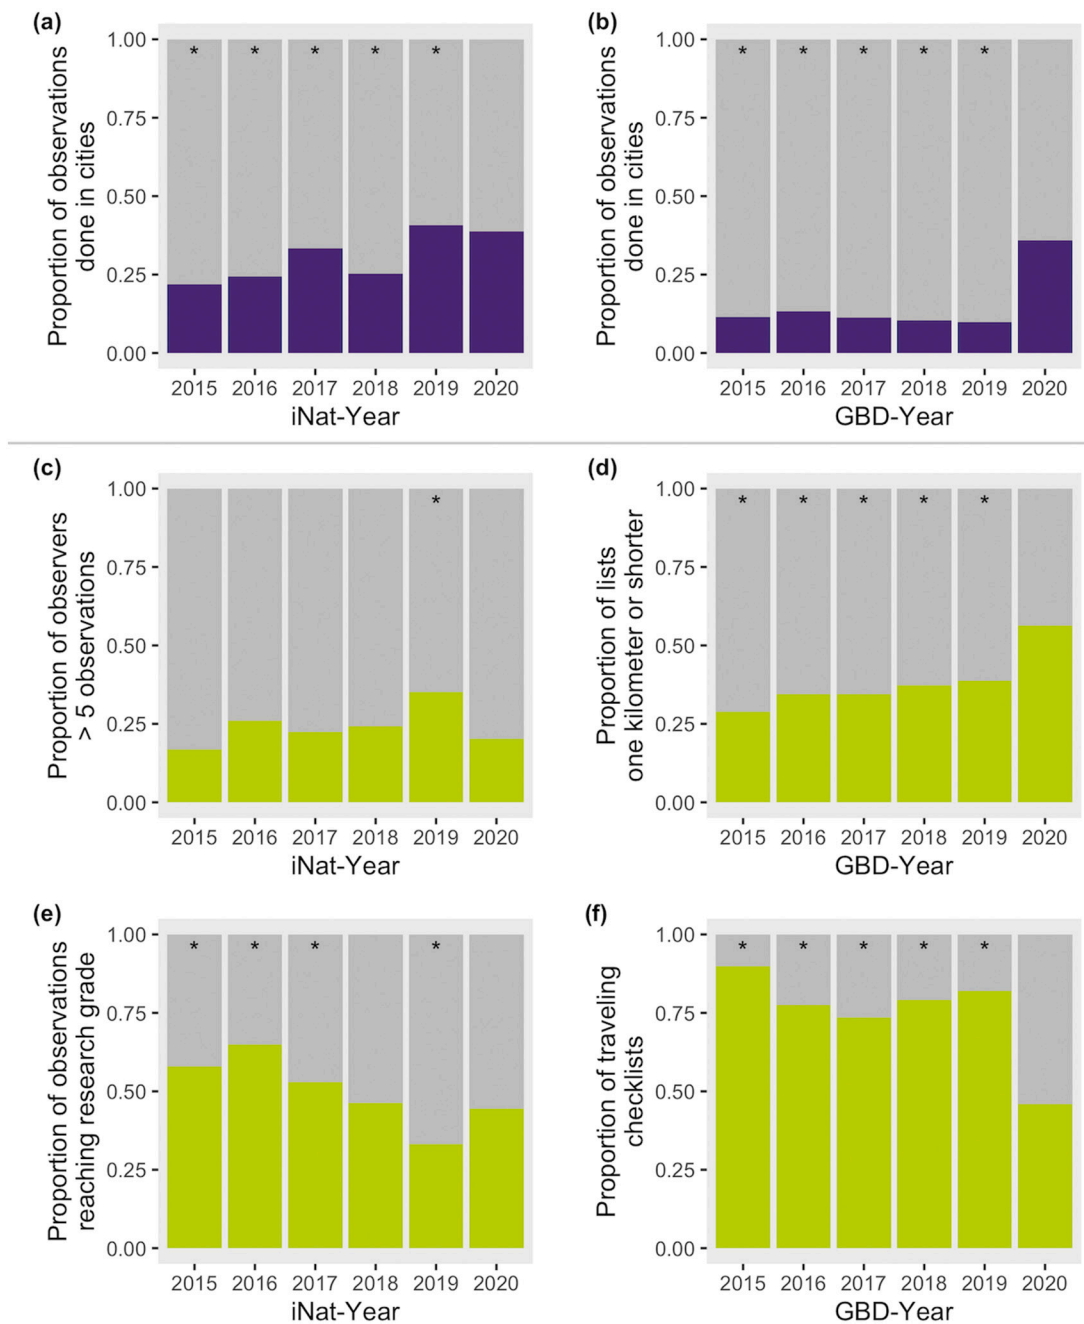 (a)
Proportion of observations
done in cities
1.00
0.75
0.50
0.25
0.00
* * * * *
2015 2016 2017 2018 2019 2020
iNat-Year
(b)
Proportion of observations
done in cities
1.00
0.75
0.50
0.25
0.00
* * * * *
2015 2016 2017 2018 2019 2020
GBD-Year
(c)
Proportion of observers
> 5 observations
1.00
0.75
0.50
0.25
0.00
*
2015 2016 2017 2018 2019 2020
iNat-Year
(d)
Proportion of lists
one kilometer or shorter
1.00
0.75
0.50
0.25
0.00
* * * * *
2015 2016 2017 2018 2019 2020
GBD-Year
(e)
Proportion of observations
reaching research grade
1.00
0.75
0.50
0.25
0.00
* * * *
2015 2016 2017 2018 2019 2020
iNat-Year
(f)
Proportion of traveling
checklists
1.00
0.75
0.50
0.25
0.00
* * * * *
2015 2016 2017 2018 2019 2020
GBD-Year